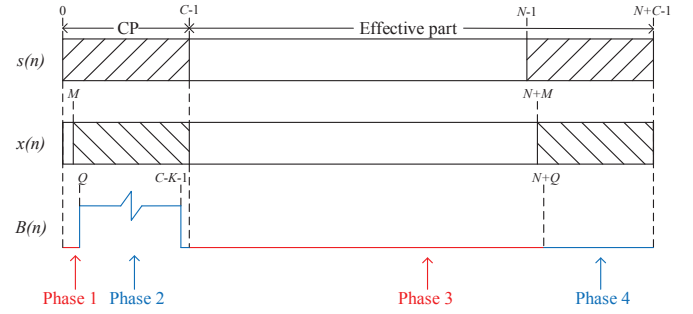 0 C-1 N-1 N+C-1
CP Effective part
s(n)
M N+M
x(n)
Q C-K-1 N+Q
B(n)
Phase 1 Phase 2 Phase 3 Phase 4